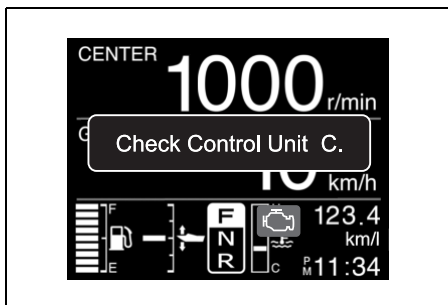 CENTER
1000 r/min
G
Check Control Unit C.
km/h
F
E
F
N
R
C
123.4
km/l
PM 11:34